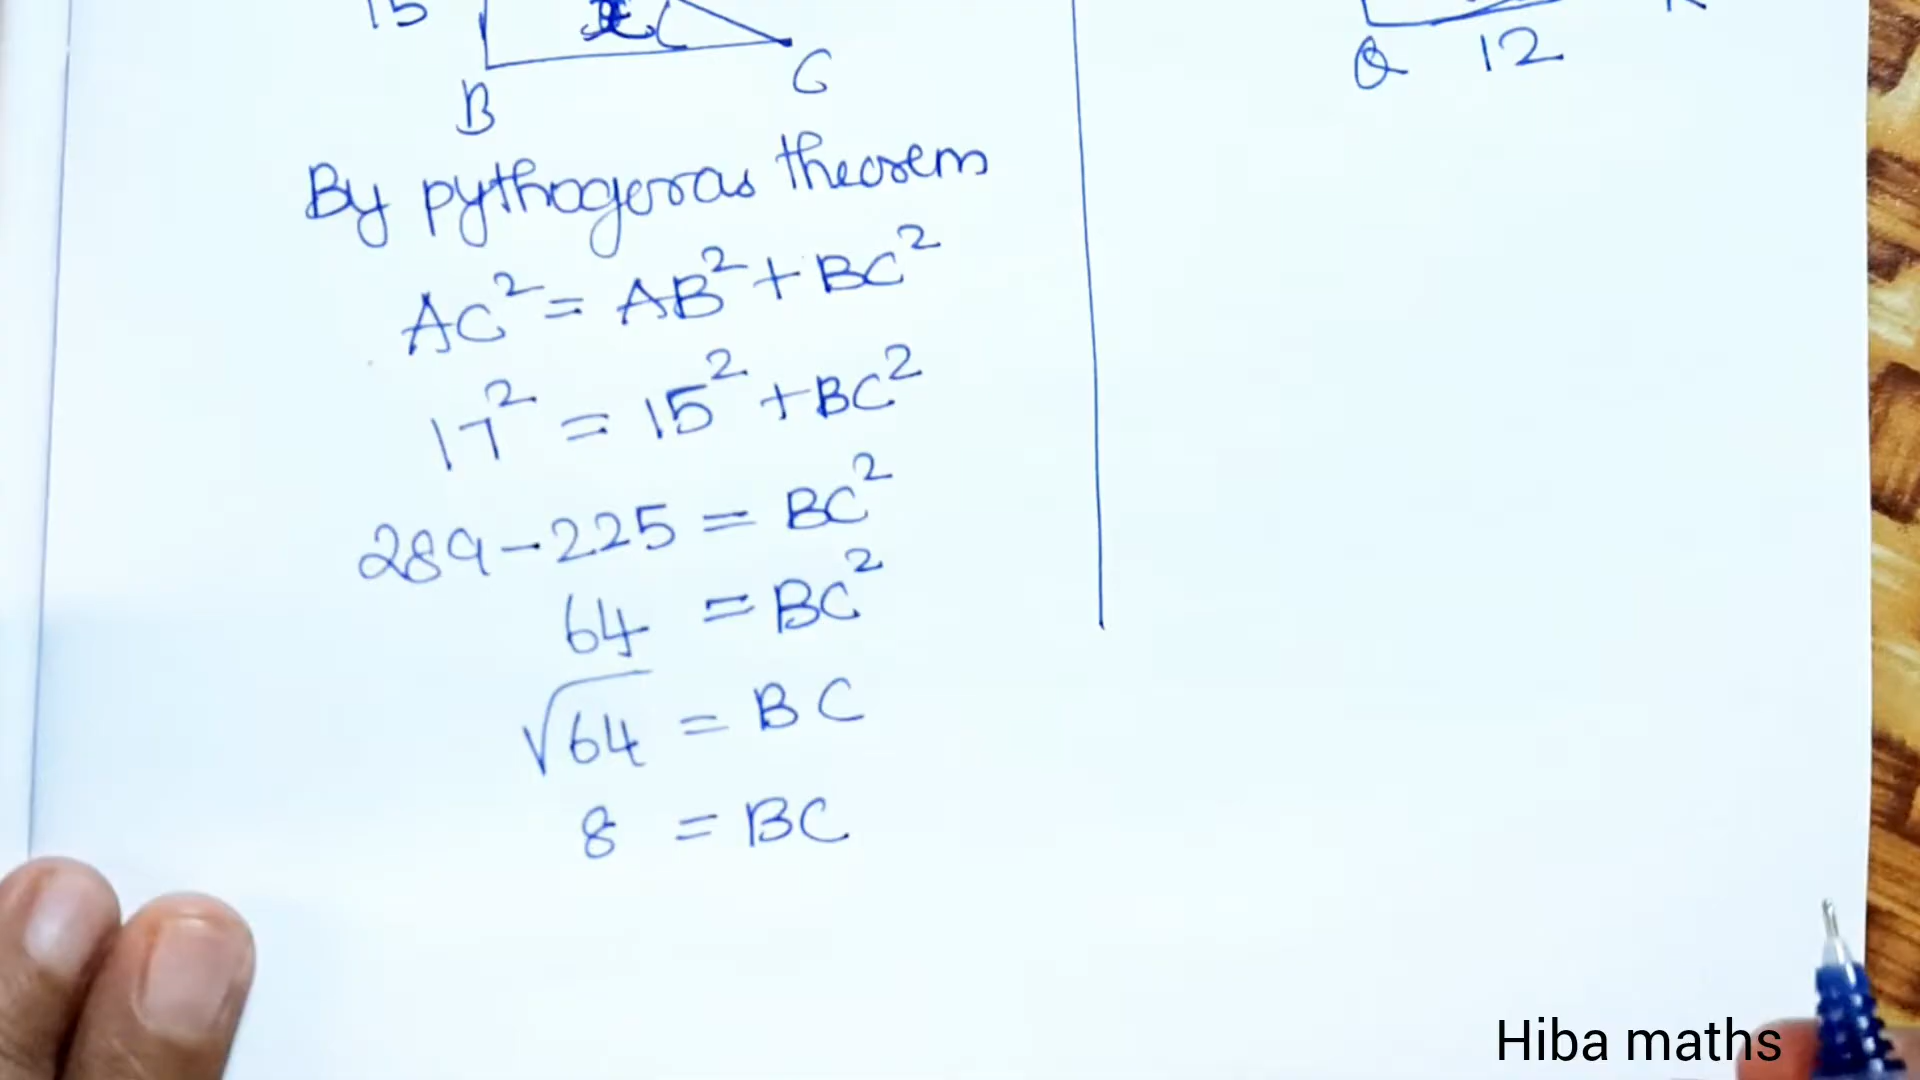 15
B
C
By pythogeroas theorem
AC² = AB² + BC²
17² = 15² + BC²
289 - 225 = BC²
64 = BC²
√64 = BC
8 = BC
Q 12
Hiba maths